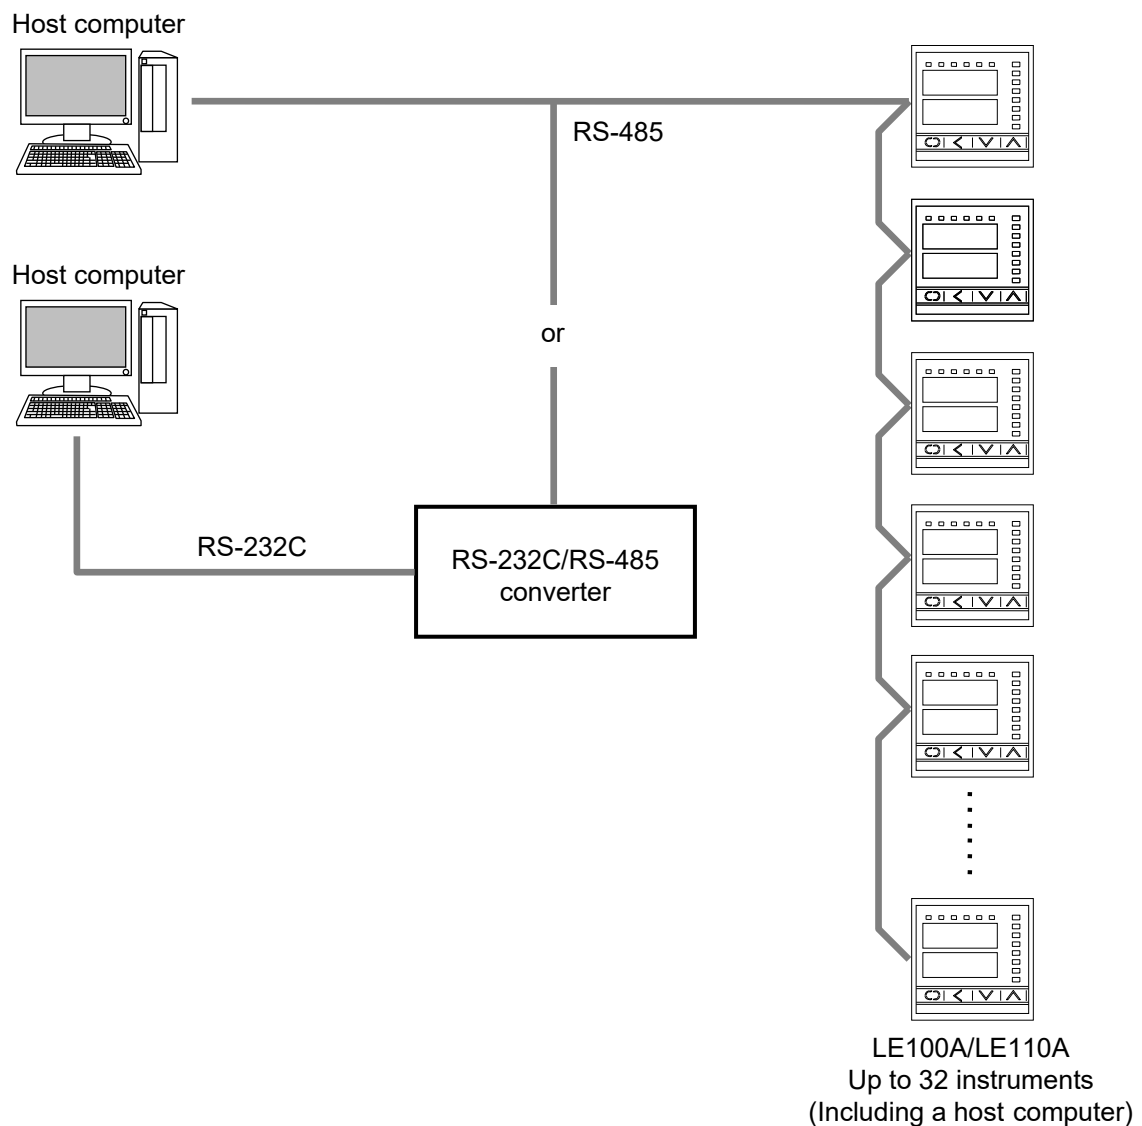 Host computer
RS-485
Host computer
or
RS-232C
RS-232C/RS-485
converter
LE100A/LE110A
Up to 32 instruments
(Including a host computer)